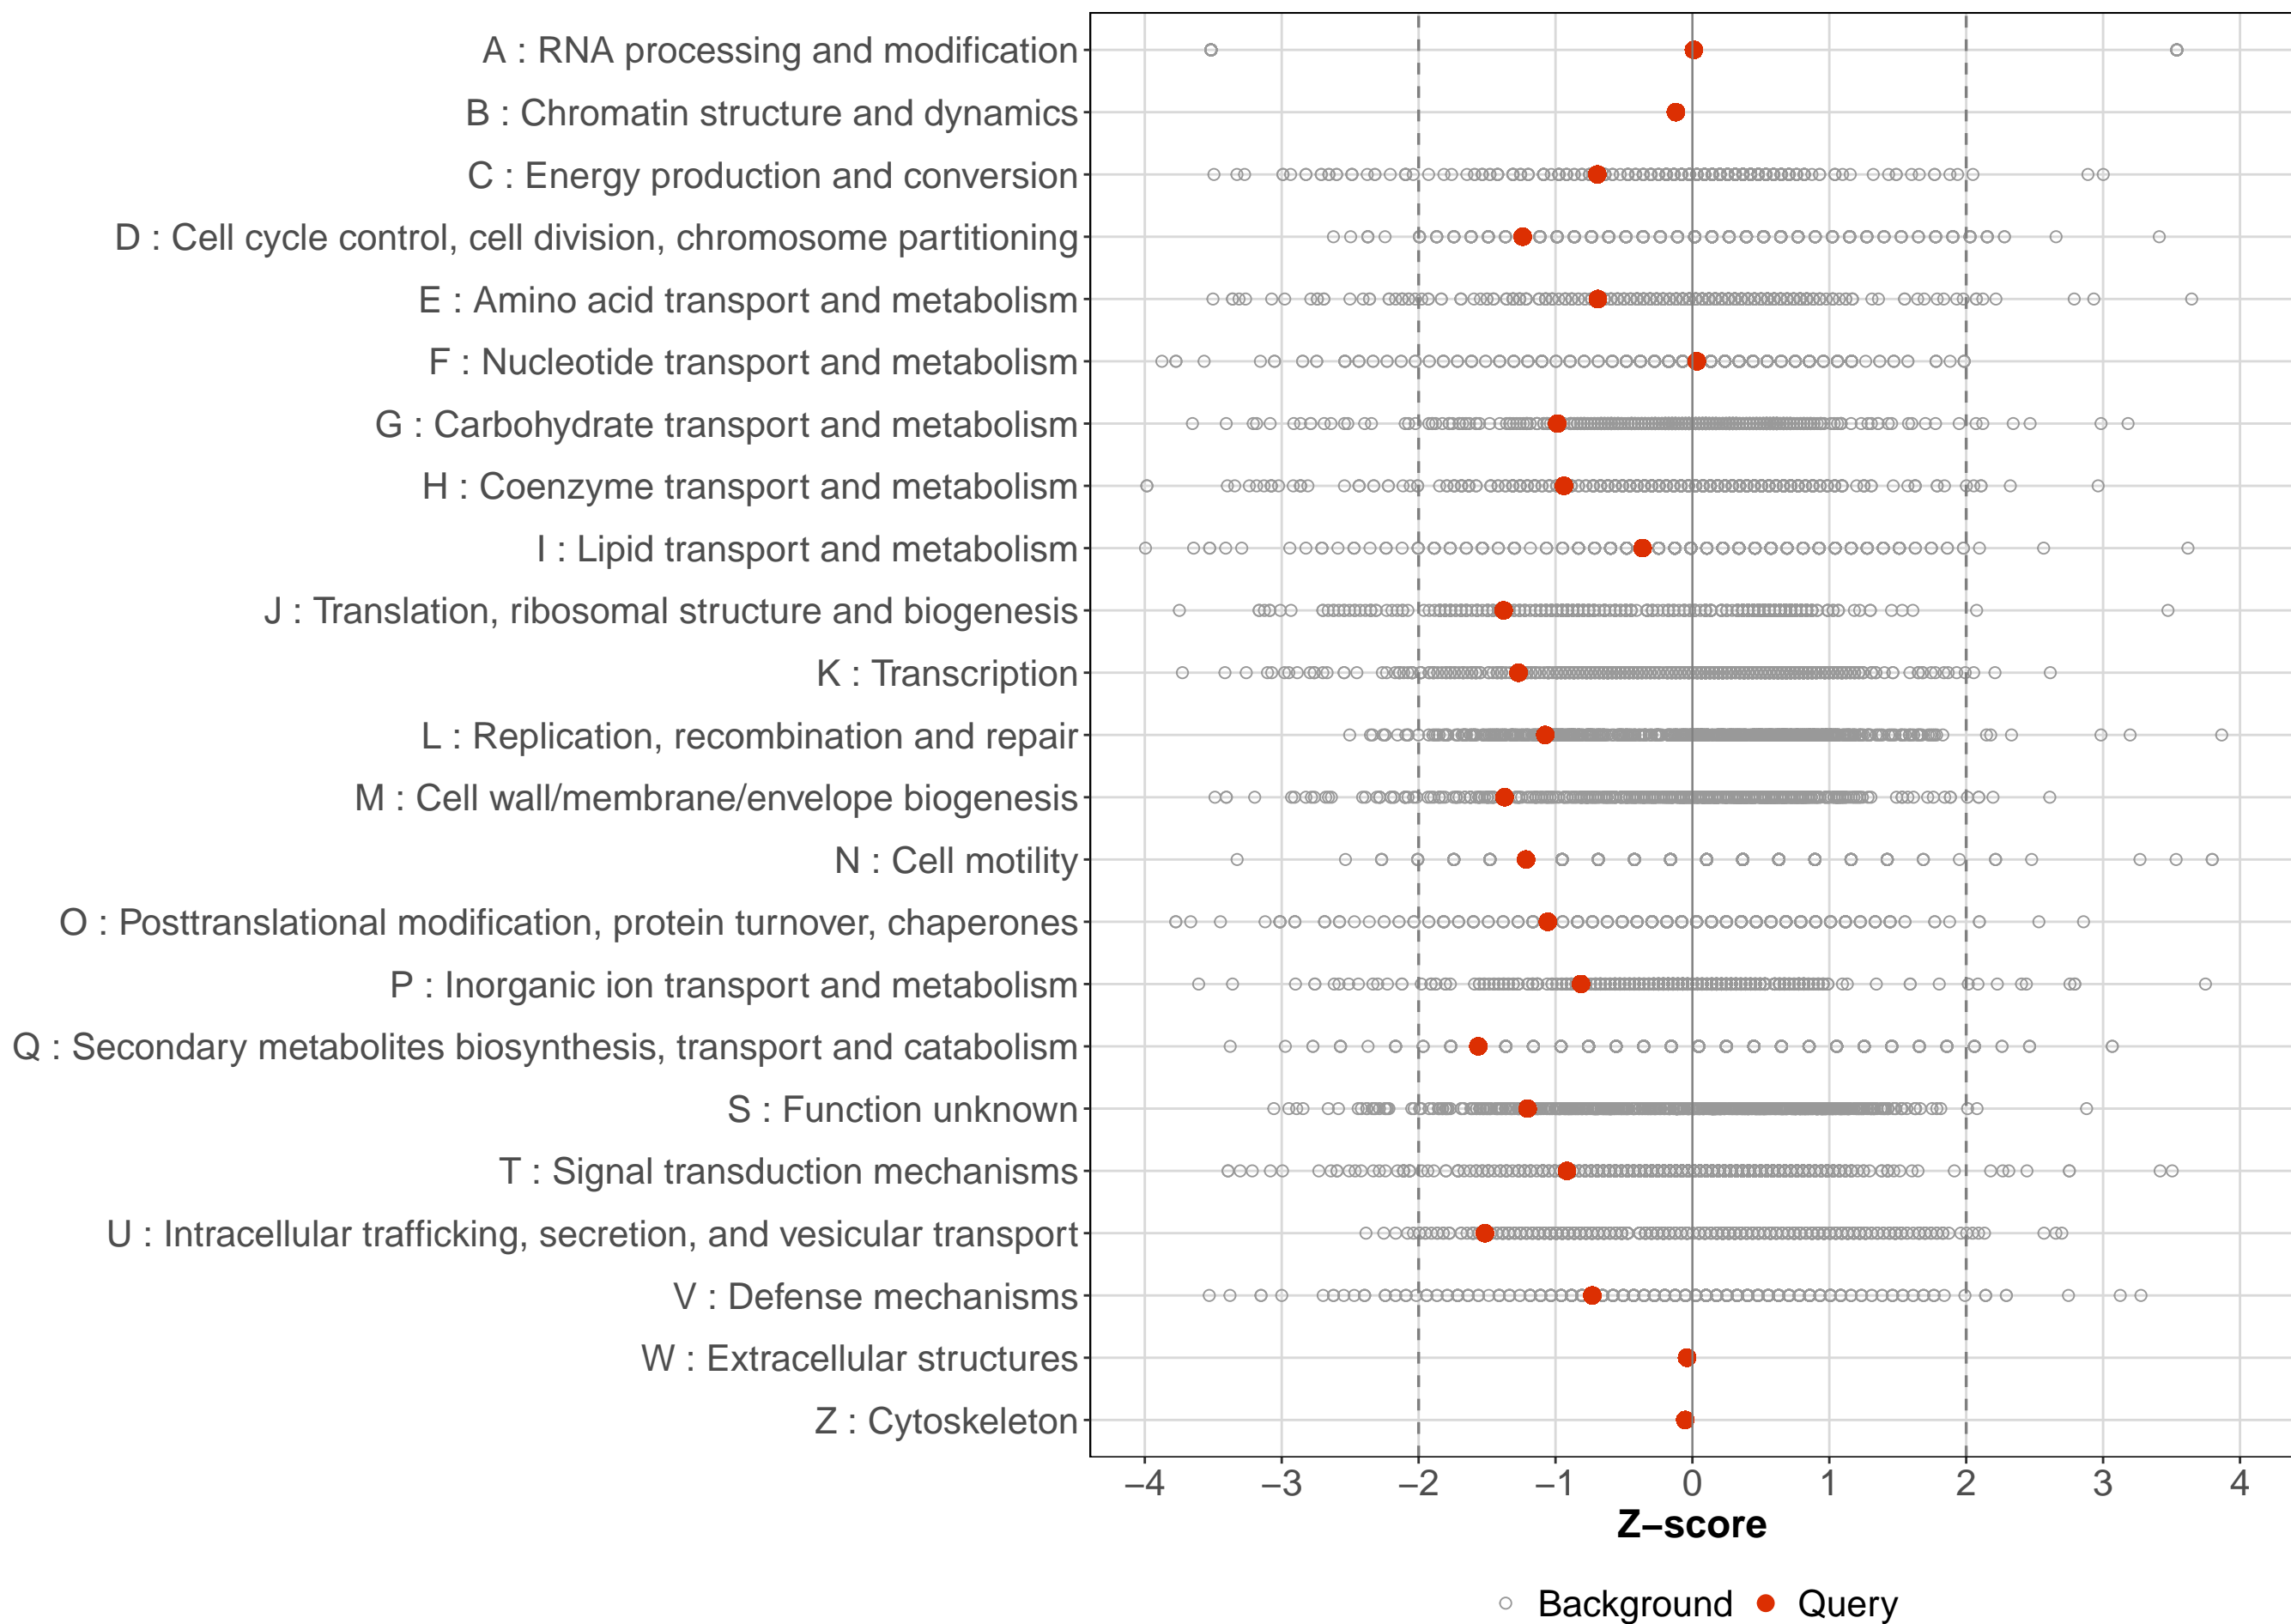 A : RNA processing and modification
B : Chromatin structure and dynamics
C : Energy production and conversion
D : Cell cycle control, cell division, chromosome partitioning
E : Amino acid transport and metabolism
F : Nucleotide transport and metabolism
G : Carbohydrate transport and metabolism
H : Coenzyme transport and metabolism
I : Lipid transport and metabolism
J : Translation, ribosomal structure and biogenesis
K : Transcription
L : Replication, recombination and repair
M : Cell wall/membrane/envelope biogenesis
N : Cell motility
O : Posttranslational modification, protein turnover, chaperones
P : Inorganic ion transport and metabolism
Q : Secondary metabolites biosynthesis, transport and catabolism
S : Function unknown
T : Signal transduction mechanisms
U : Intracellular trafficking, secretion, and vesicular transport
V : Defense mechanisms
W : Extracellular structures
Z : Cytoskeleton
−4 −3 −2 −1 0 1 2 3 4
Z−score
Background Query